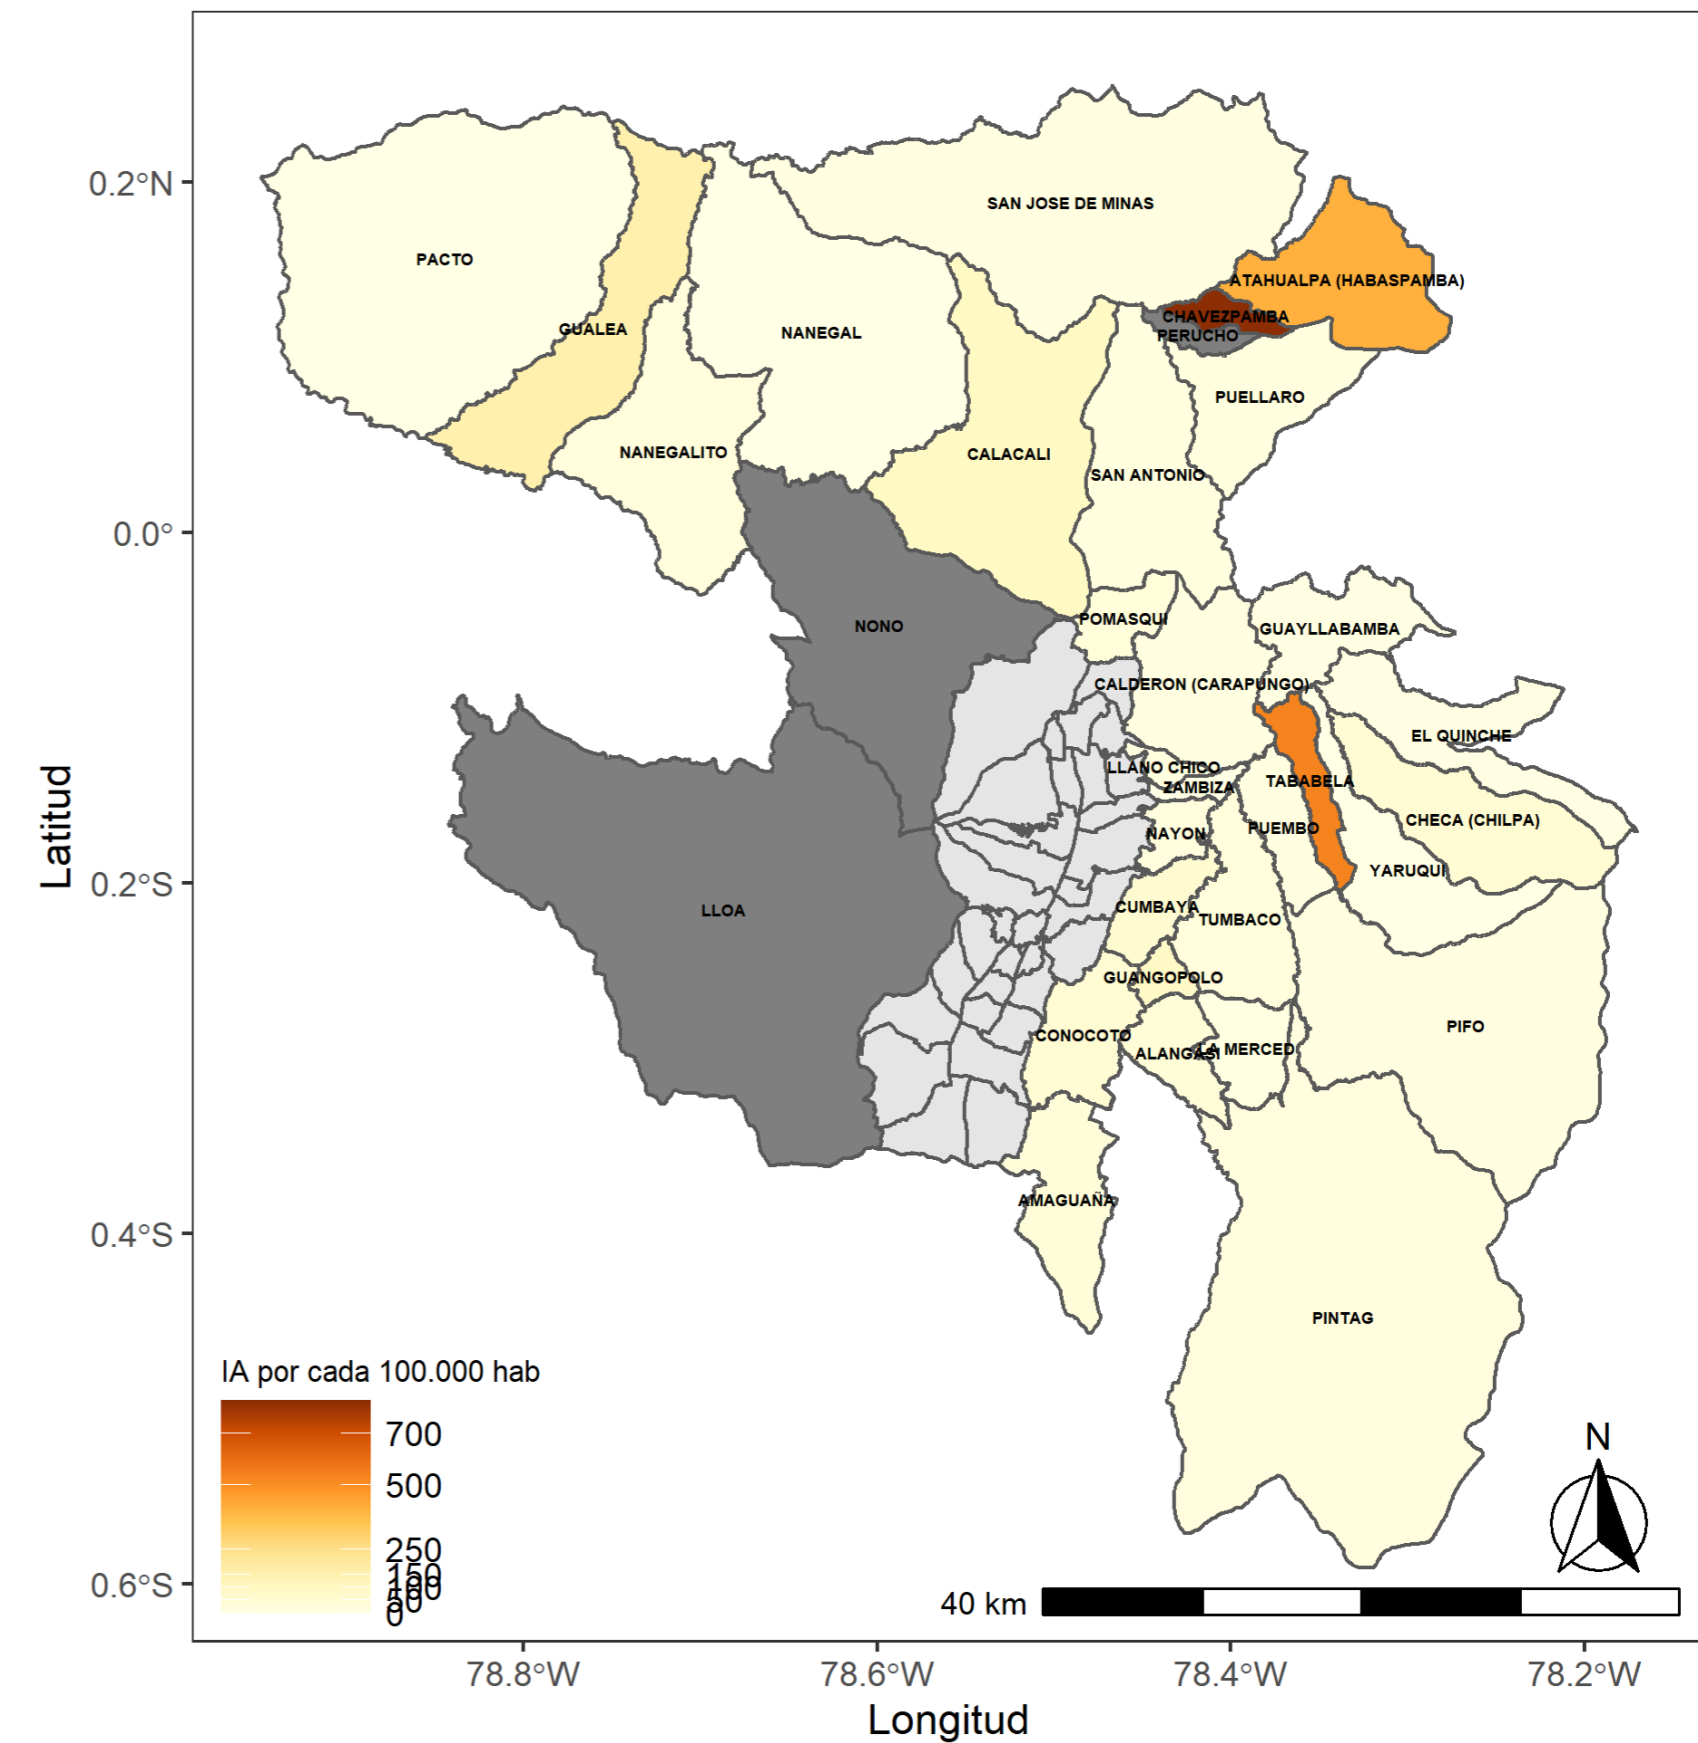 0.2°N
SAN JOSE DE MINAS
PACTO
ATAHUALPA (HABASPAMBA)
CHAVEZPAMBA
GUALEA
NANEGAL
PERUCHO
PUELLARO
NANEGALITO
CALACALI
SAN ANTONIO
0.0°
POMASQUI
NONO
GUAYLLABAMBA
CALDERON (CARAPUNGO)
EL QUINCHE
LLANO CHICO
TABABELA
ZAMBIZA
CHECA (CHILPA)
NAYON
PUEMBO
YARUQUI
0.2°S
Latitud
LLOA
CUMBAYA
TUMBACO
GUANGOPOLO
PIFO
CONOCOTO
ALANGASI
LA MERCED
AMAGUAÑA
0.4°S
PINTAG
IA por cada 100.000 hab
700
500
250
150
100
50
0
N
0.6°S
40 km
78.8°W
78.6°W
78.4°W
78.2°W
Longitud